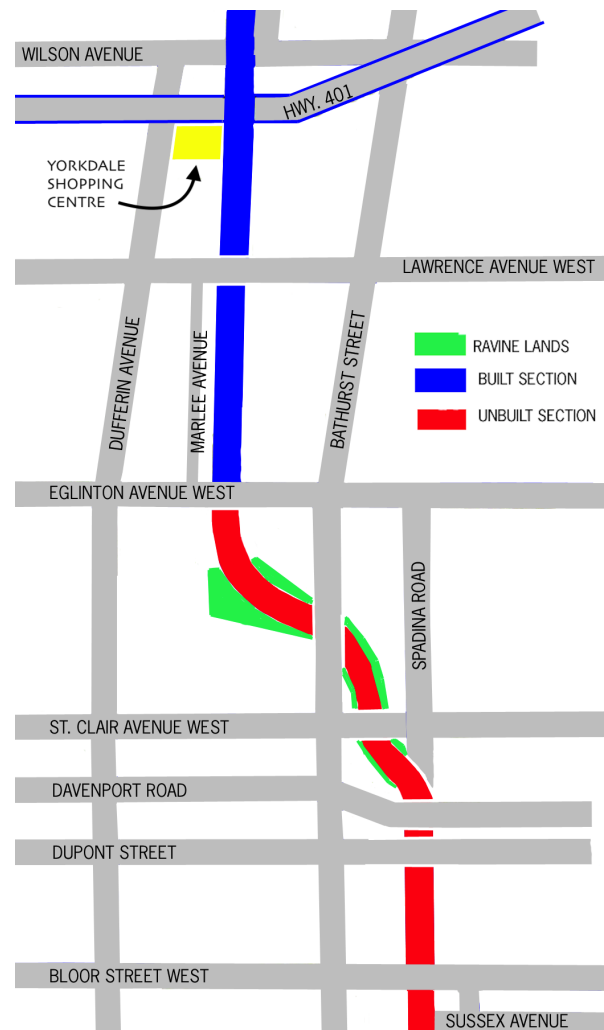 WILSON AVENUE
HWY. 401
YORKDALE
SHOPPING
CENTRE
LAWRENCE AVENUE WEST
DUFFERIN AVENUE
MARLEE AVENUE
BATHURST STREET
RAVINE LANDS
BUILT SECTION
UNBUILT SECTION
EGLINTON AVENUE WEST
SPADINA ROAD
ST. CLAIR AVENUE WEST
DAVENPORT ROAD
DUPONT STREET
BLOOR STREET WEST
SUSSEX AVENUE